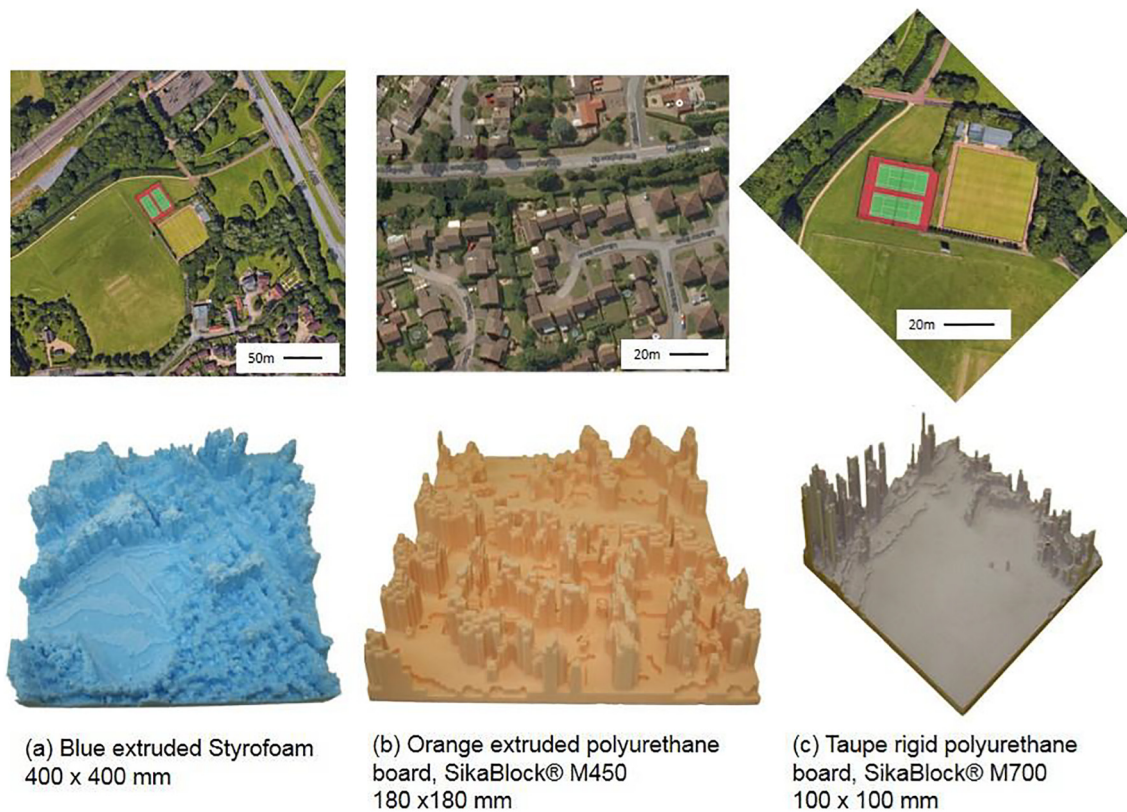 50m
20m
20m
(a) Blue extruded Styrofoam
400 x 400 mm
(b) Orange extruded polyurethane
board, SikaBlock® M450
180 x180 mm
(c) Taupe rigid polyurethane
board, SikaBlock® M700
100 x 100 mm